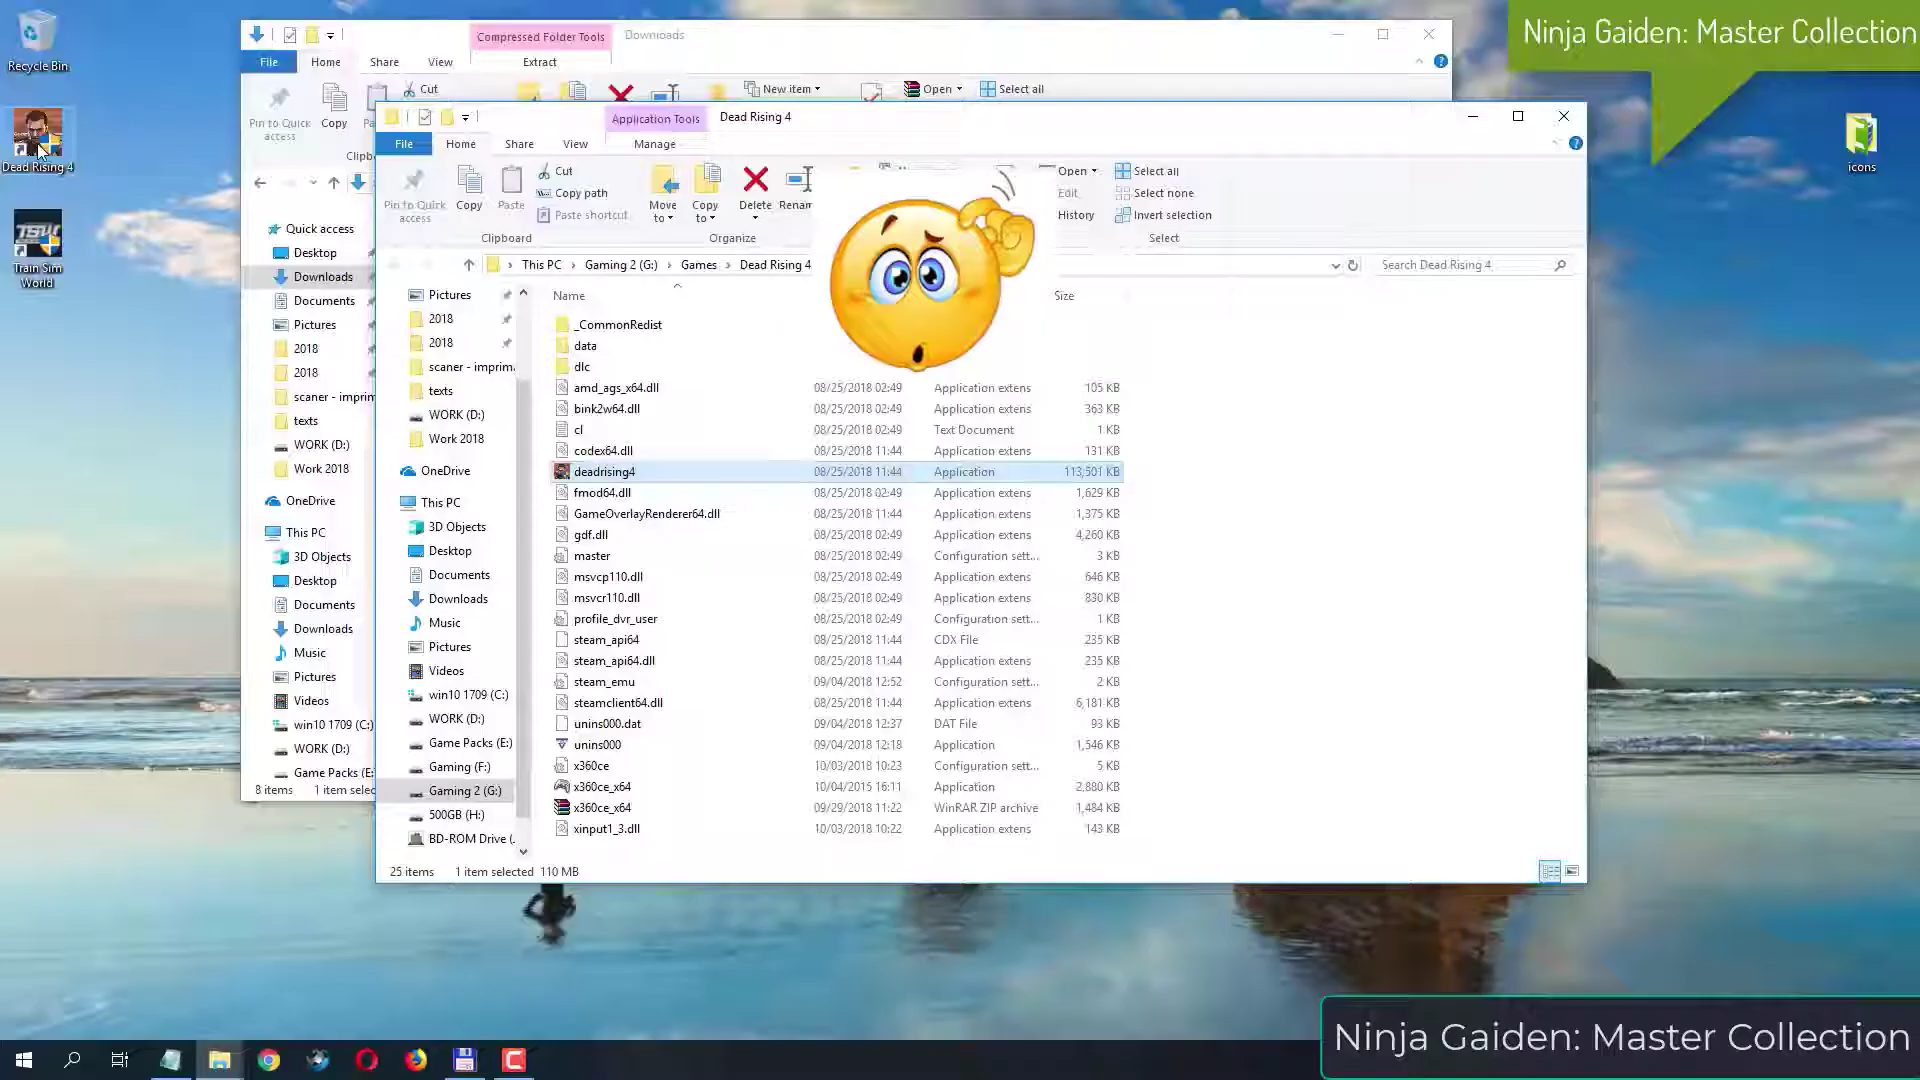 Ninja Gaiden: Master Collection
Recycle Bin
Dead Rising 4
Train Sim
World
icons
Compressed Folder Tools
Downloads
File
Home
Share
View
Extract
Pin to Quick
access
Copy
Cut
New item
Open
Select all
Quick access
Desktop
Downloads
Documents
Pictures
2018
2018
scaner - imprim
texts
WORK (D:)
Work 2018
OneDrive
This PC
3D Objects
Desktop
Documents
Downloads
Music
Pictures
Videos
win10 1709 (C:)
WORK (D:)
Game Packs (E:
8 items
1 item selec
Application Tools
Dead Rising 4
File
Home
Share
View
Manage
Pin to Quick
access
Copy
Paste
Cut
Copy path
Paste shortcut
Clipboard
Move
to
Copy
to
Delete
Renam
Organize
Open
Edit
History
Select all
Select none
Invert selection
Select
This PC
Gaming 2 (G:)
Games
Dead Rising 4
Search Dead Rising 4
Pictures
2018
2018
scaner - imprim
texts
WORK (D:)
Work 2018
OneDrive
This PC
3D Objects
Desktop
Documents
Downloads
Music
Pictures
Videos
win10 1709 (C:)
WORK (D:)
Game Packs (E:)
Gaming (F:)
Gaming 2 (G:)
500GB (H:)
BD-ROM Drive (.
Name Size
_CommonRedist
data
dlc
amd_ags_x64.dll 08/25/2018 02:49 Application extens 105 KB
bink2w64.dll 08/25/2018 02:49 Application extens 363 KB
cl 08/25/2018 02:49 Text Document 1 KB
codex64.dll 08/25/2018 11:44 Application extens 131 KB
deadrising4 08/25/2018 11:44 Application 113,501 KB
fmod64.dll 08/25/2018 02:49 Application extens 1,629 KB
GameOverlayRenderer64.dll 08/25/2018 11:44 Application extens 1,375 KB
gdf.dll 08/25/2018 02:49 Application extens 4,260 KB
master 08/25/2018 02:49 Configuration sett... 3 KB
msvcp110.dll 08/25/2018 02:49 Application extens 646 KB
msvcr110.dll 08/25/2018 02:49 Application extens 830 KB
profile_dvr_user 08/25/2018 02:49 Configuration sett... 1 KB
steam_api64 08/25/2018 11:44 CDX File 235 KB
steam_api64.dll 08/25/2018 11:44 Application extens 235 KB
steam_emu 09/04/2018 12:52 Configuration sett... 2 KB
steamclient64.dll 08/25/2018 11:44 Application extens 6,181 KB
unins000.dat 09/04/2018 12:37 DAT File 93 KB
unins000 09/04/2018 12:18 Application 1,546 KB
x360ce 10/03/2018 10:23 Configuration sett... 5 KB
x360ce_x64 10/04/2015 16:11 Application 2,880 KB
x360ce_x64 09/29/2018 11:22 WinRAR ZIP archive 1,484 KB
xinput1_3.dll 10/03/2018 10:22 Application extens 143 KB
25 items 1 item selected 110 MB
Ninja Gaiden: Master Collection